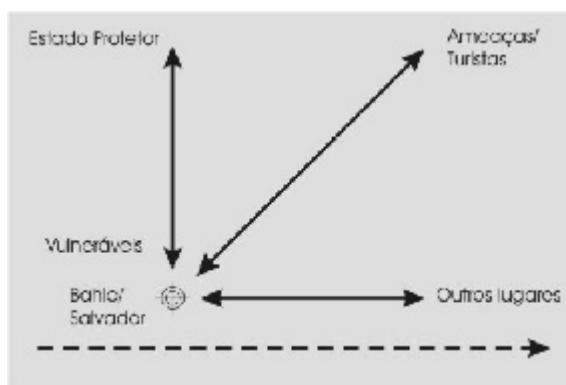 Estado Protetor
Ameaças/
Turistas
Vulneráveis
Bahia/
Salvador
Outros lugares